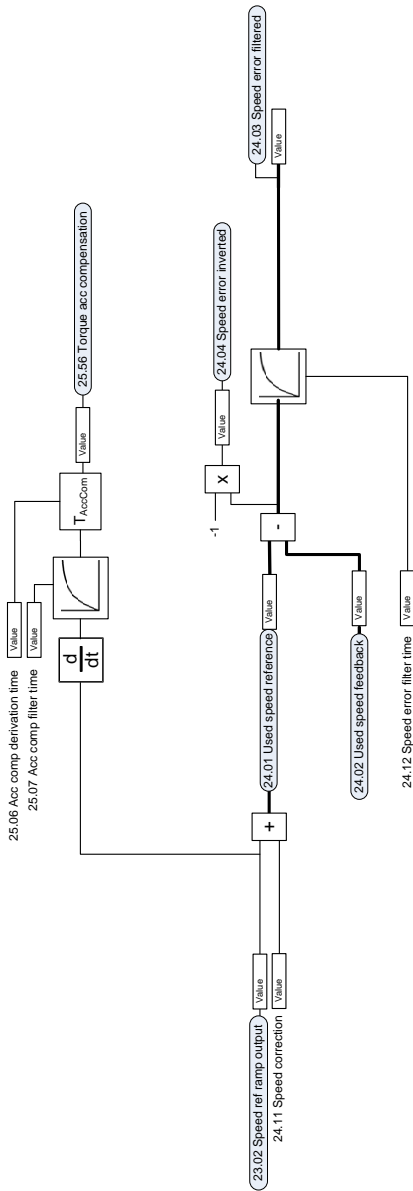 25.06 Acc comp derivation time
Value
25.07 Acc comp filter time
Value
d
dt
TAccCom
Value
25.56 Torque acc compensation
-1
x
Value
24.04 Speed error inverted
23.02 Speed ref ramp output
Value
24.11 Speed correction
Value
+
24.01 Used speed reference
Value
-
Value
24.03 Speed error filtered
24.02 Used speed feedback
Value
24.12 Speed error filter time
Value